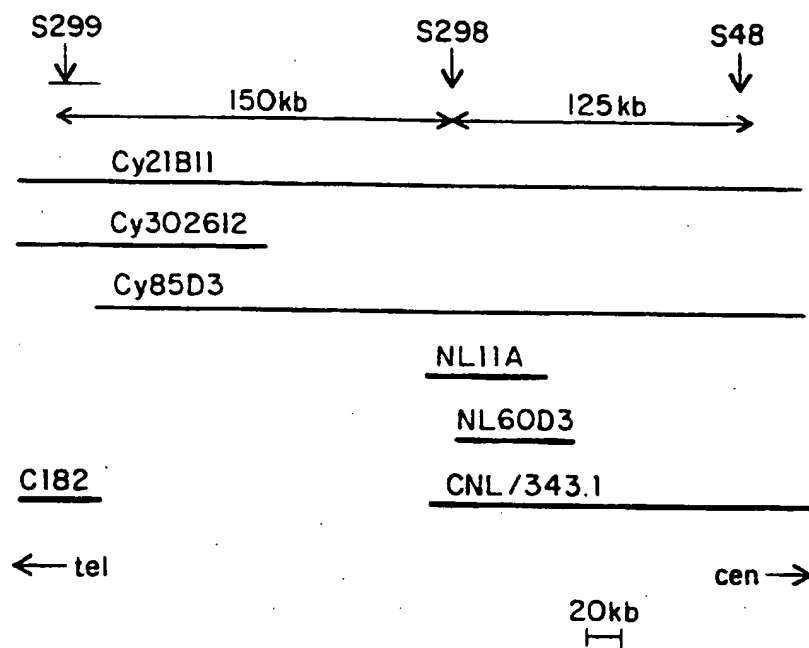 S299 S298 S48
150kb 125kb
Cy21B11
Cy302612
Cy85D3
NL11A
NL60D3
C182 CNL/343.1
tel cen
20kb